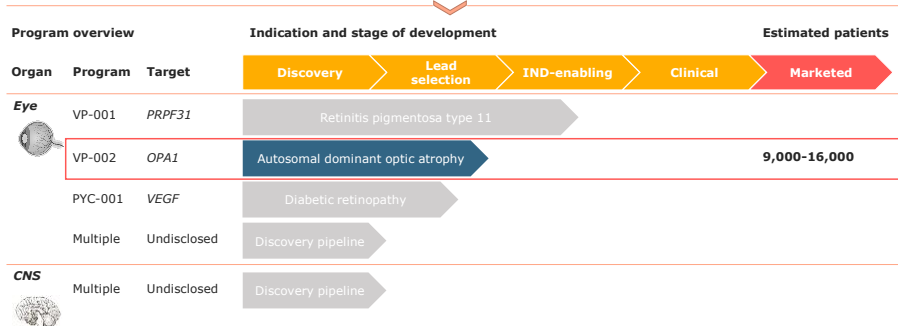 Program overview Indication and stage of development Estimated patients
Organ Program Target Discovery Lead selection IND-enabling Clinical Marketed
Eye
VP-001 PRPF31 Retinitis pigmentosa type 11
VP-002 OPA1 Autosomal dominant optic atrophy 9,000-16,000
PYC-001 VEGF Diabetic retinopathy
Multiple Undisclosed Discovery pipeline
CNS
Multiple Undisclosed Discovery pipeline